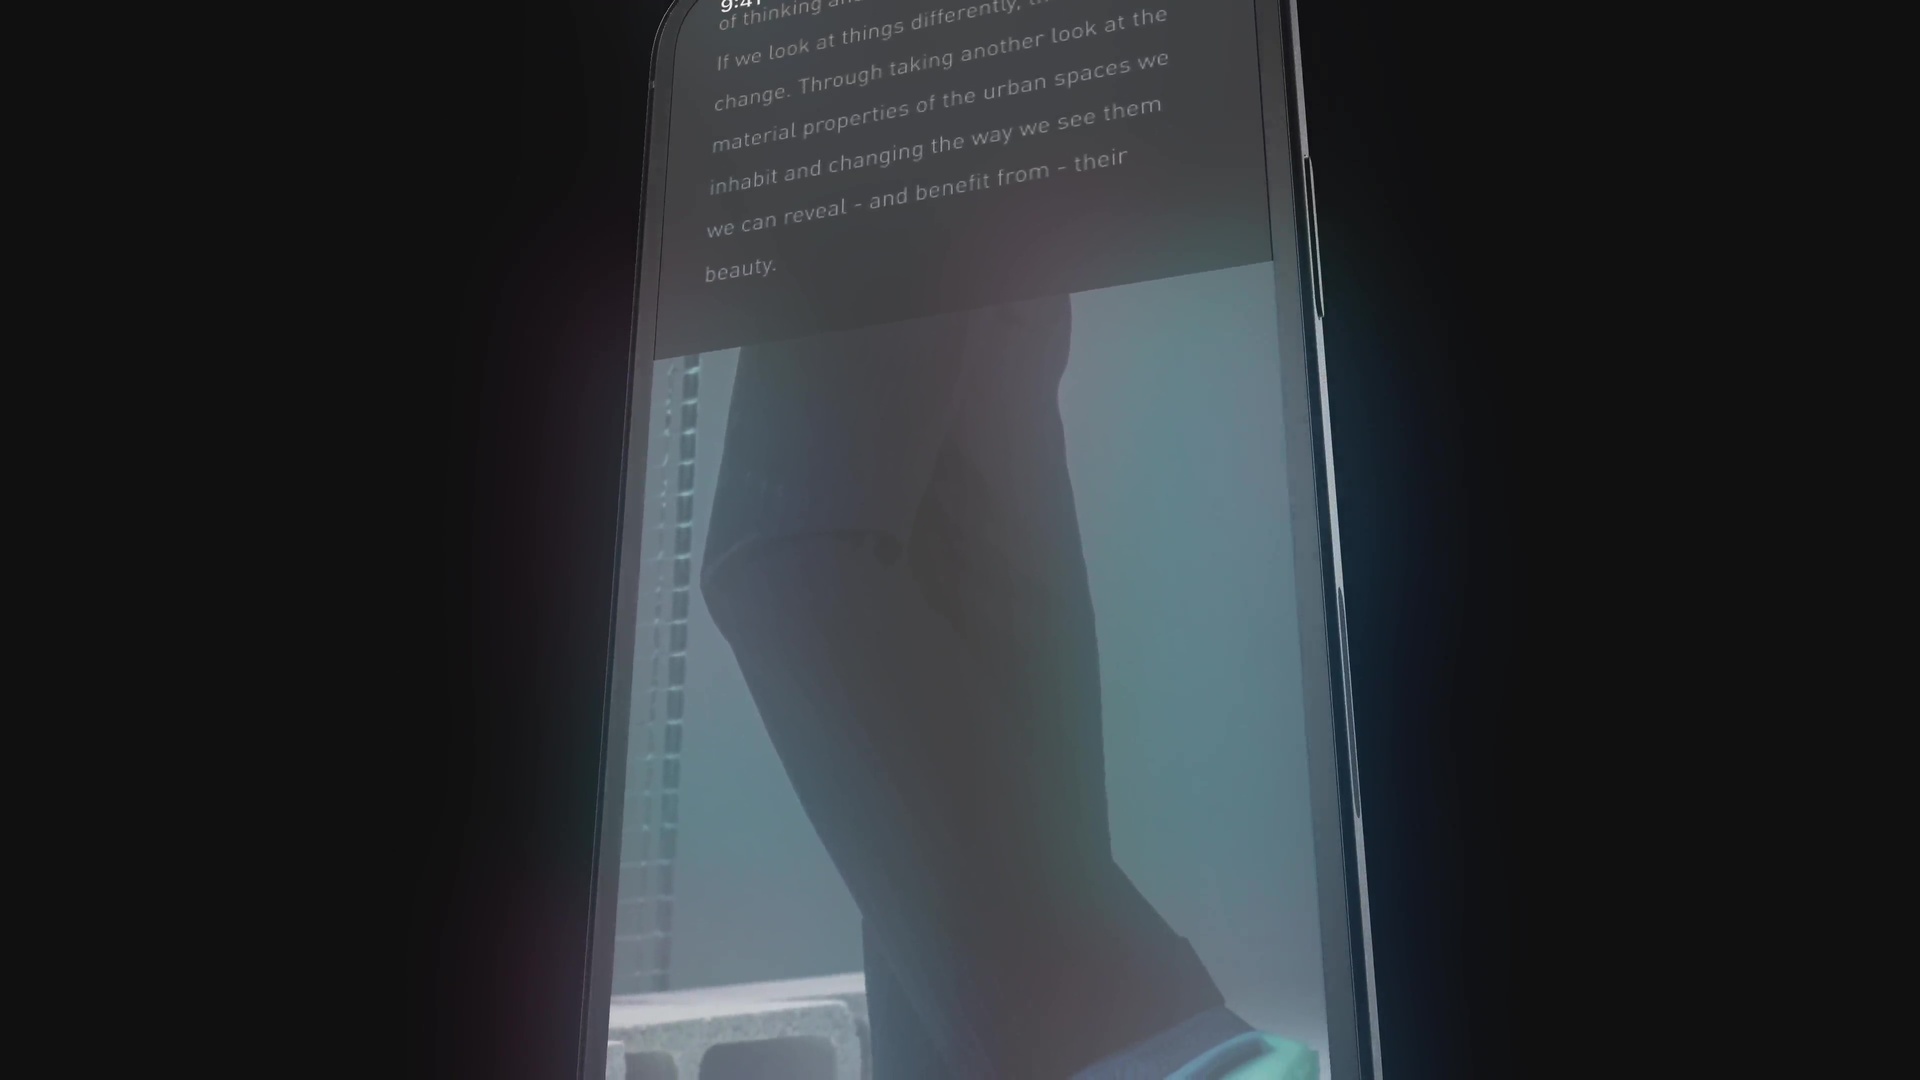 9:41
of thinking
If we look at things differently,
change. Through taking another look at the
material properties of the urban spaces we
inhabit and changing the way we see them
we can reveal - and benefit from - their
beauty.